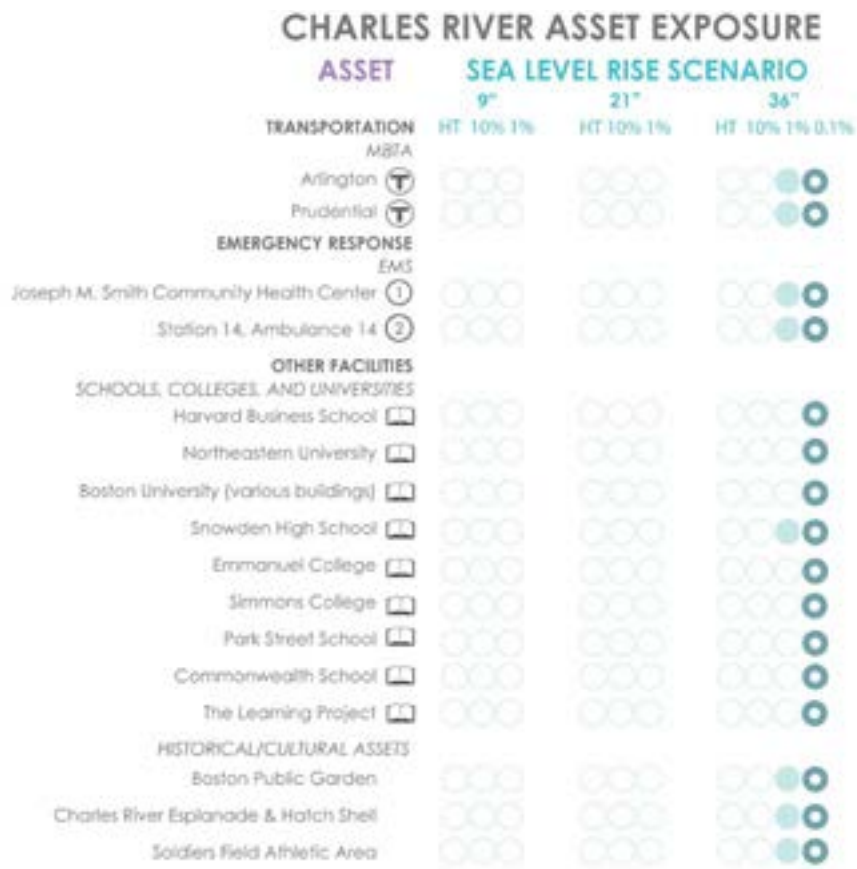 CHARLES RIVER ASSET EXPOSURE
ASSET SEA LEVEL RISE SCENARIO
9" 21" 36"
TRANSPORTATION HT 10% 1% HT 10% 1% HT 10% 1% 0.1%
MBTA
Arlington T
Prudential T
EMERGENCY RESPONSE
EMS
Joseph M. Smith Community Health Center 1
Station 14, Ambulance 14 2
OTHER FACILITIES
SCHOOLS, COLLEGES, AND UNIVERSITIES
Harvard Business School
Northeastern University
Boston University (various buildings)
Snowden High School
Emmanuel College
Simmons College
Park Street School
Commonwealth School
The Learning Project
HISTORICAL/CULTURAL ASSETS
Boston Public Garden
Charles River Esplanade & Hatch Shell
Soldiers Field Athletic Area